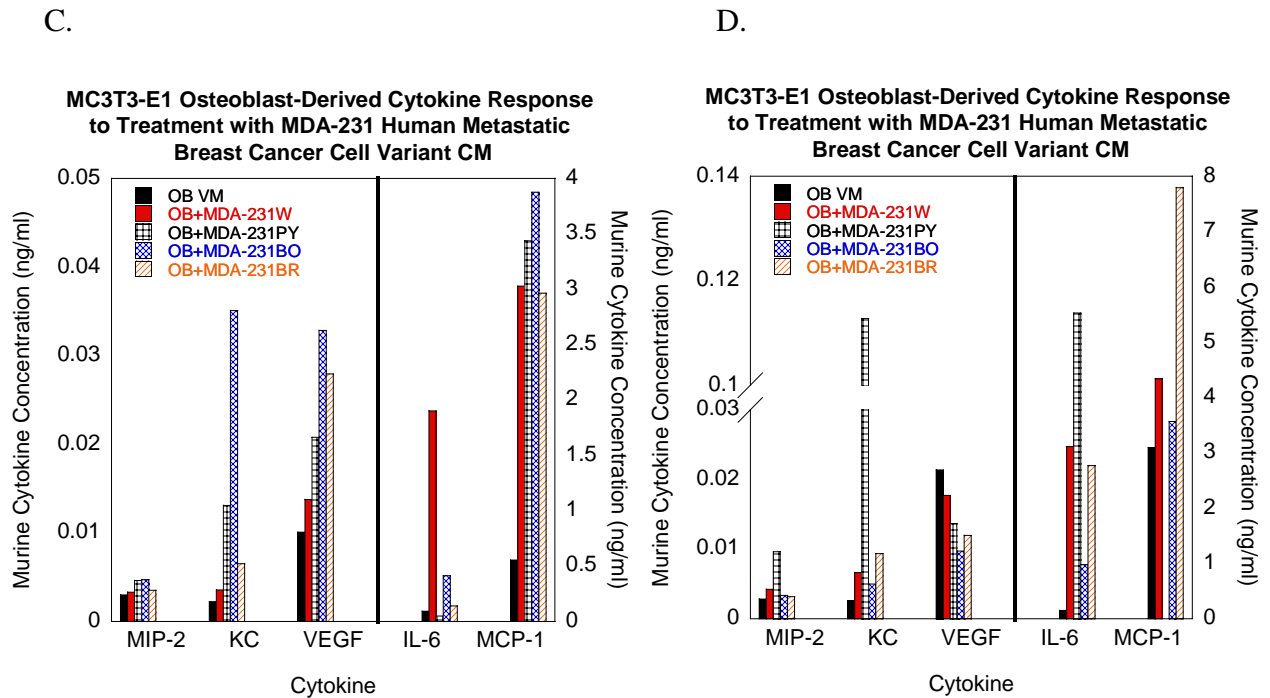 C.
MC3T3-E1 Osteoblast-Derived Cytokine Response
to Treatment with MDA-231 Human Metastatic
Breast Cancer Cell Variant CM
Murine Cytokine Concentration (ng/ml)
0.05
0.04
0.03
0.02
0.01
0
OB VM
OB+MDA-231W
OB+MDA-231PY
OB+MDA-231BO
OB+MDA-231BR
4
3.5
3
2.5
2
1.5
1
0.5
0
Murine Cytokine Concentration (ng/ml)
MIP-2 KC VEGF IL-6 MCP-1
Cytokine
D.
MC3T3-E1 Osteoblast-Derived Cytokine Response
to Treatment with MDA-231 Human Metastatic
Breast Cancer Cell Variant CM
Murine Cytokine Concentration (ng/ml)
0.14
0.12
0.1
0.03
0.02
0.01
0
OB VM
OB+MDA-231W
OB+MDA-231PY
OB+MDA-231BO
OB+MDA-231BR
8
7
6
5
4
3
2
1
0
Murine Cytokine Concentration (ng/ml)
MIP-2 KC VEGF IL-6 MCP-1
Cytokine